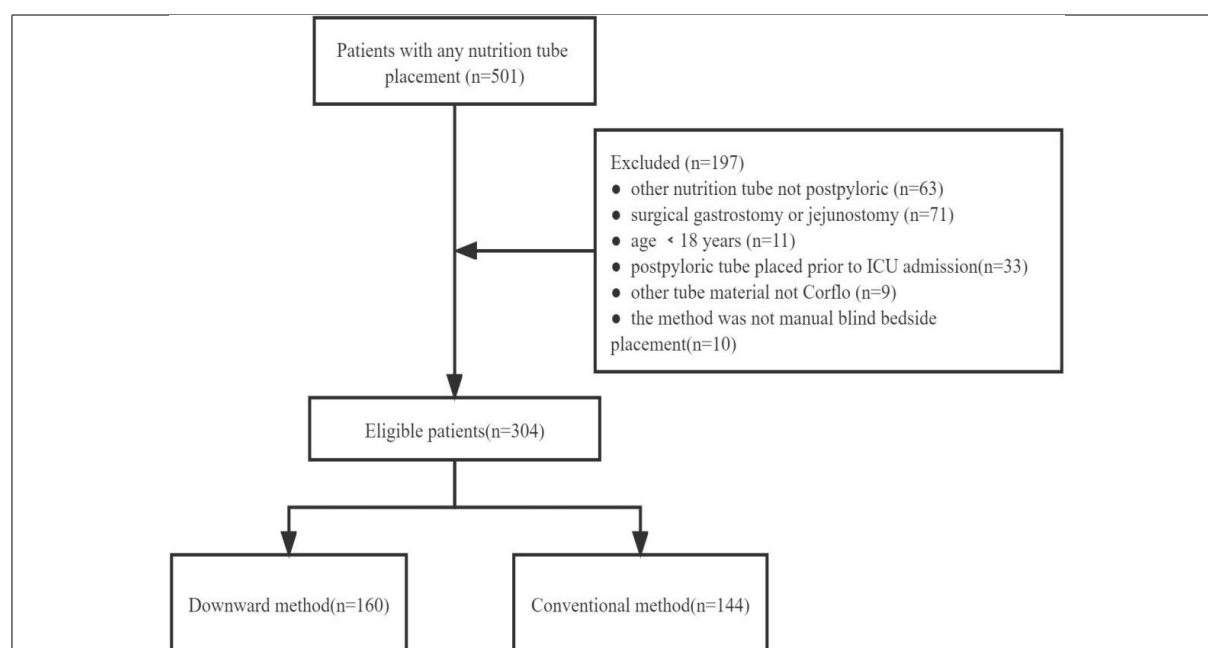 Patients with any nutrition tube
placement (n=501)
Excluded (n=197)
● other nutrition tube not postpyloric (n=63)
● surgical gastrostomy or jejunostomy (n=71)
● age < 18 years (n=11)
● postpyloric tube placed prior to ICU admission(n=33)
● other tube material not Corflo (n=9)
● the method was not manual blind bedside
placement(n=10)
Eligible patients(n=304)
Downward method(n=160)
Conventional method(n=144)